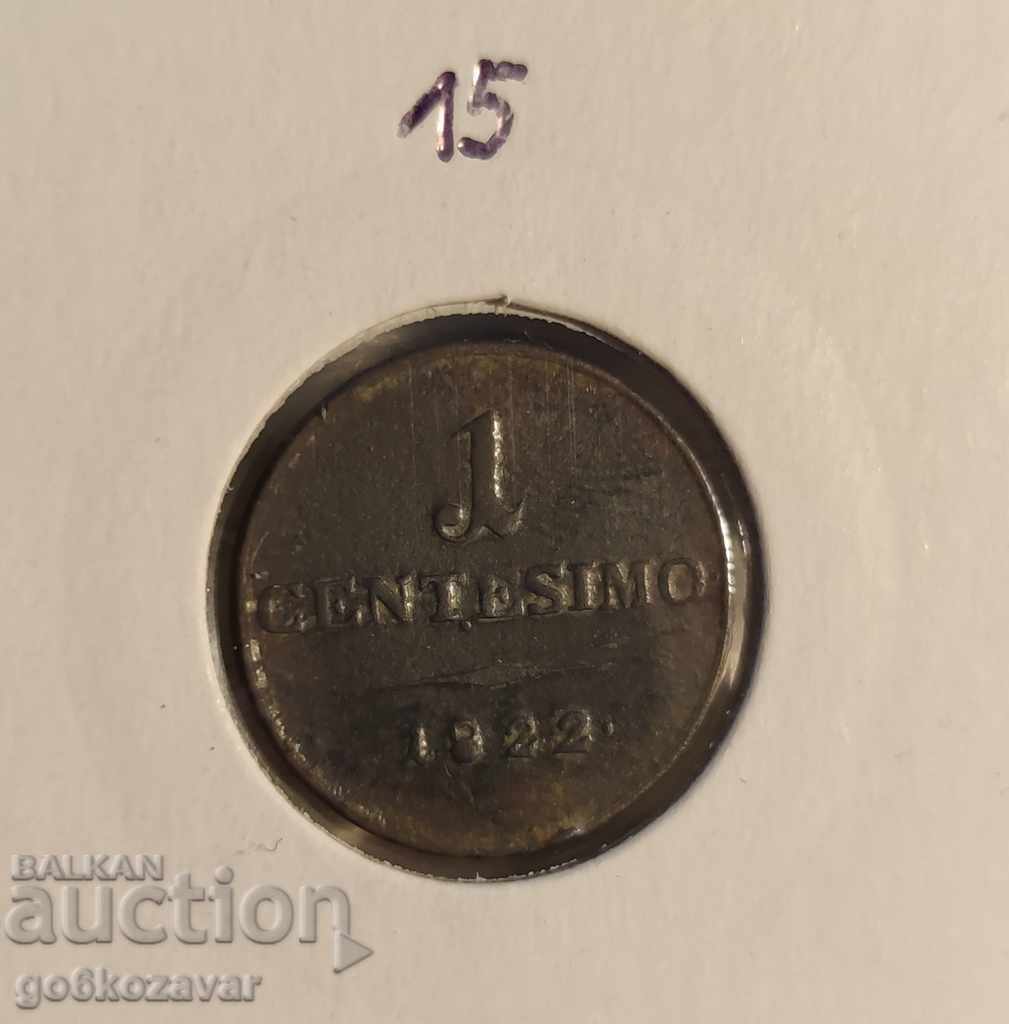 15
1
CENTESIMO
1822.
BALKAN
auction
go6kozavar